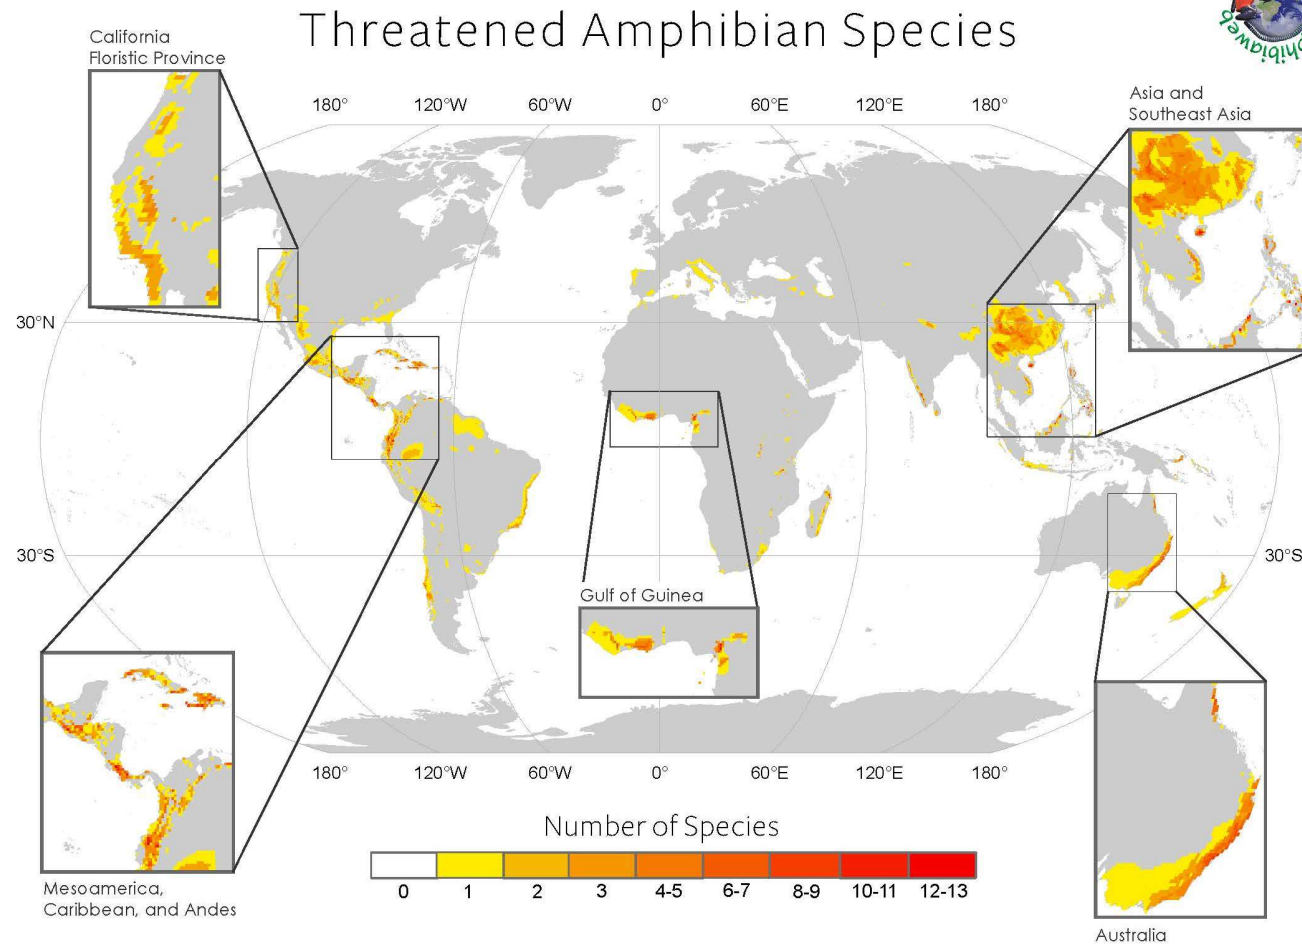 Threatened Amphibian Species
California
Floristic Province
Asia and
Southeast Asia
180° 120°W 60°W 0° 60°E 120°E 180°
30°N
30°S 30°S
Gulf of Guinea
180° 120°W 60°W 0° 60°E 120°E 180°
Number of Species
0 1 2 3 4-5 6-7 8-9 10-11 12-13
Mesoamerica,
Caribbean, and Andes
Australia